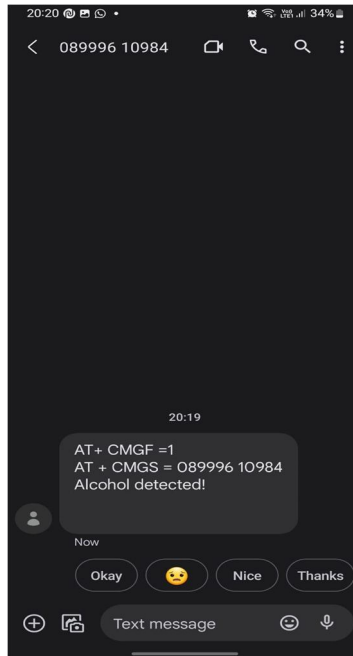 20:20
VoLTE1 34%
089996 10984
20:19
AT+ CMGF =1
AT + CMGS = 089996 10984
Alcohol detected!
Now
Okay Nice Thanks
Text message